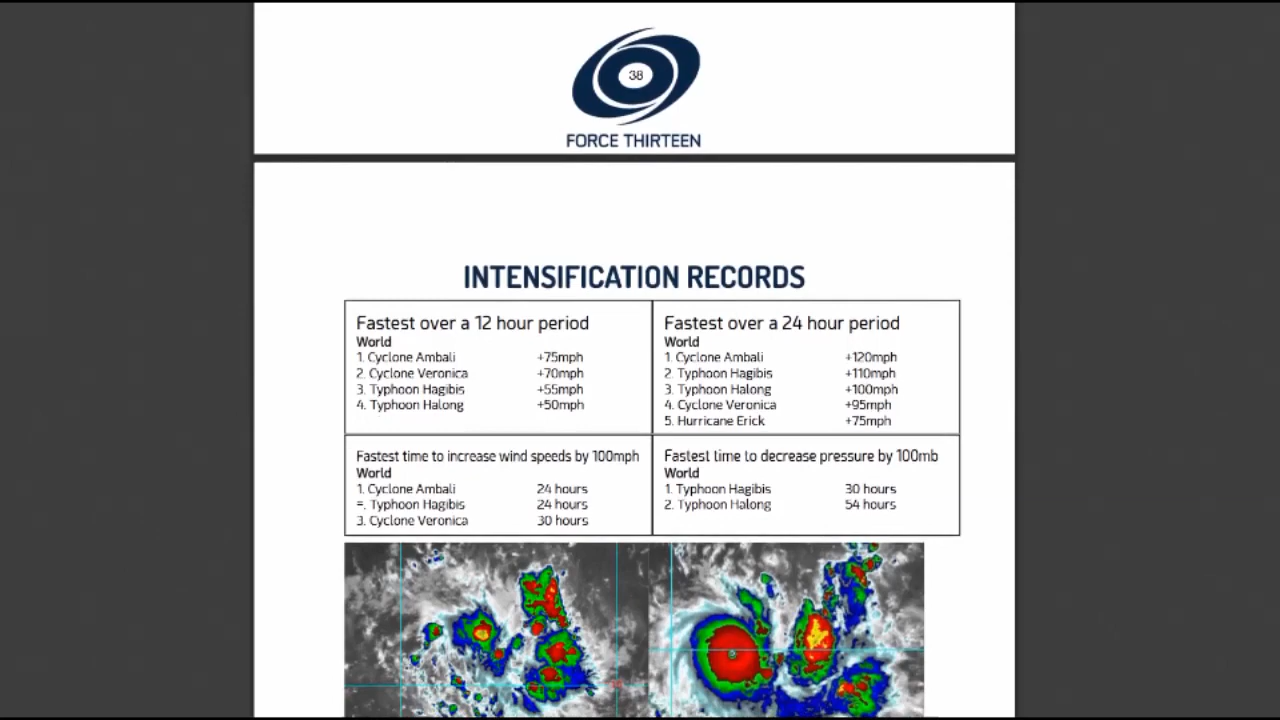 38
FORCE THIRTEEN
INTENSIFICATION RECORDS
Fastest over a 12 hour period
World
1. Cyclone Ambali +75mph
2. Cyclone Veronica +70mph
3. Typhoon Hagibis +55mph
4. Typhoon Halong +50mph
Fastest over a 24 hour period
World
1. Cyclone Ambali +120mph
2. Typhoon Hagibis +110mph
3. Typhoon Halong +100mph
4. Cyclone Veronica +95mph
5. Hurricane Erick +75mph
Fastest time to increase wind speeds by 100mph
World
1. Cyclone Ambali 24 hours
=. Typhoon Hagibis 24 hours
3. Cyclone Veronica 30 hours
Fastest time to decrease pressure by 100mb
World
1. Typhoon Hagibis 30 hours
2. Typhoon Halong 54 hours